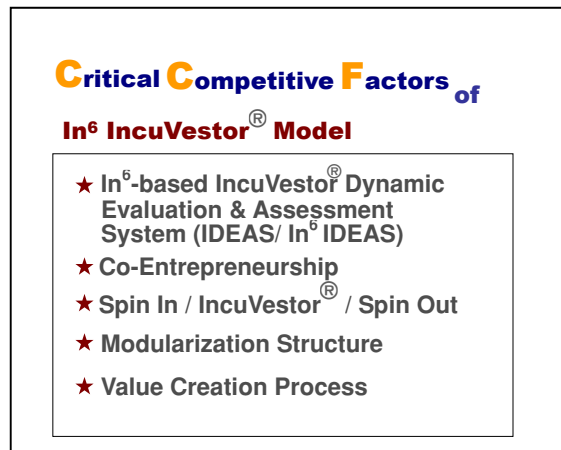 Critical Competitive Factors of
In⁶ IncuVestor® Model
★ In⁶-based IncuVestor® Dynamic
Evaluation & Assessment
System (IDEAS/ In⁶ IDEAS)
★ Co-Entrepreneurship
★ Spin In / IncuVestor® / Spin Out
★ Modularization Structure
★ Value Creation Process